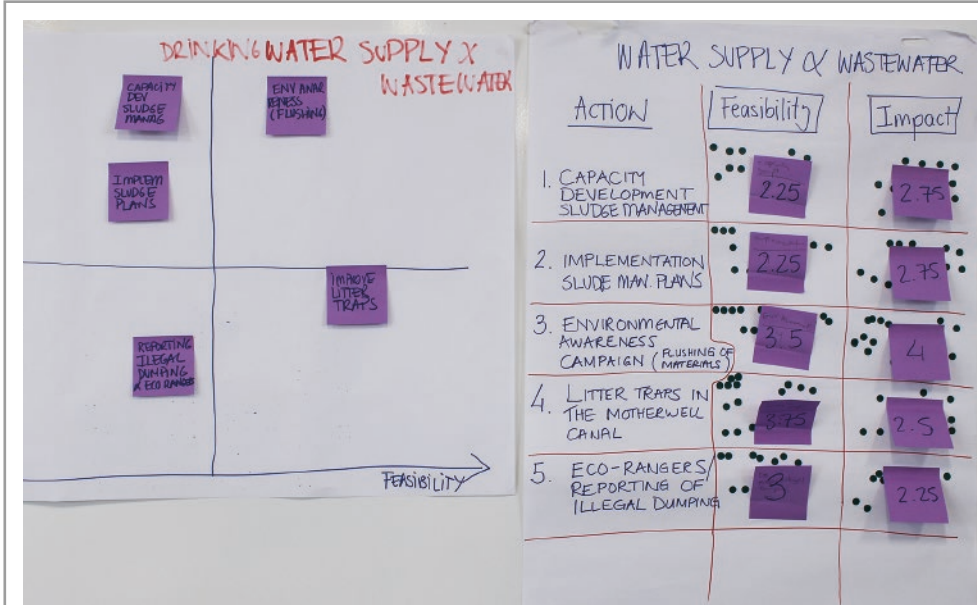 DRINKING WATER SUPPLY X
WASTEWATER
CAPACITY
DEV
SLUDGE
MANAG
ENV AWAR
ENESS
(FLUSHING)
IMPLEM
SLUDGE
PLANS
IMPROVE
LITTER
TRAPS
REPORTING
ILLEGAL
DUMPING
& ECO RANGERS
FEASIBILITY
WATER SUPPLY & WASTEWATER
ACTION
Feasibility
Impact
1. CAPACITY
DEVELOPMENT
SLUDGE MANAGEMENT
2.25
2.75
2. IMPLEMENTATION
SLUDE MAN. PLANS
2.25
2.75
3. ENVIRONMENTAL
AWARENESS
CAMPAIGN (FLUSHING OF
MATERIALS)
3.5
4
4. LITTER TRAPS IN
THE MOTHERWELL
CANAL
3.75
2.5
5. ECO-RANGERS/
REPORTING OF
ILLEGAL DUMPING
3
2.25